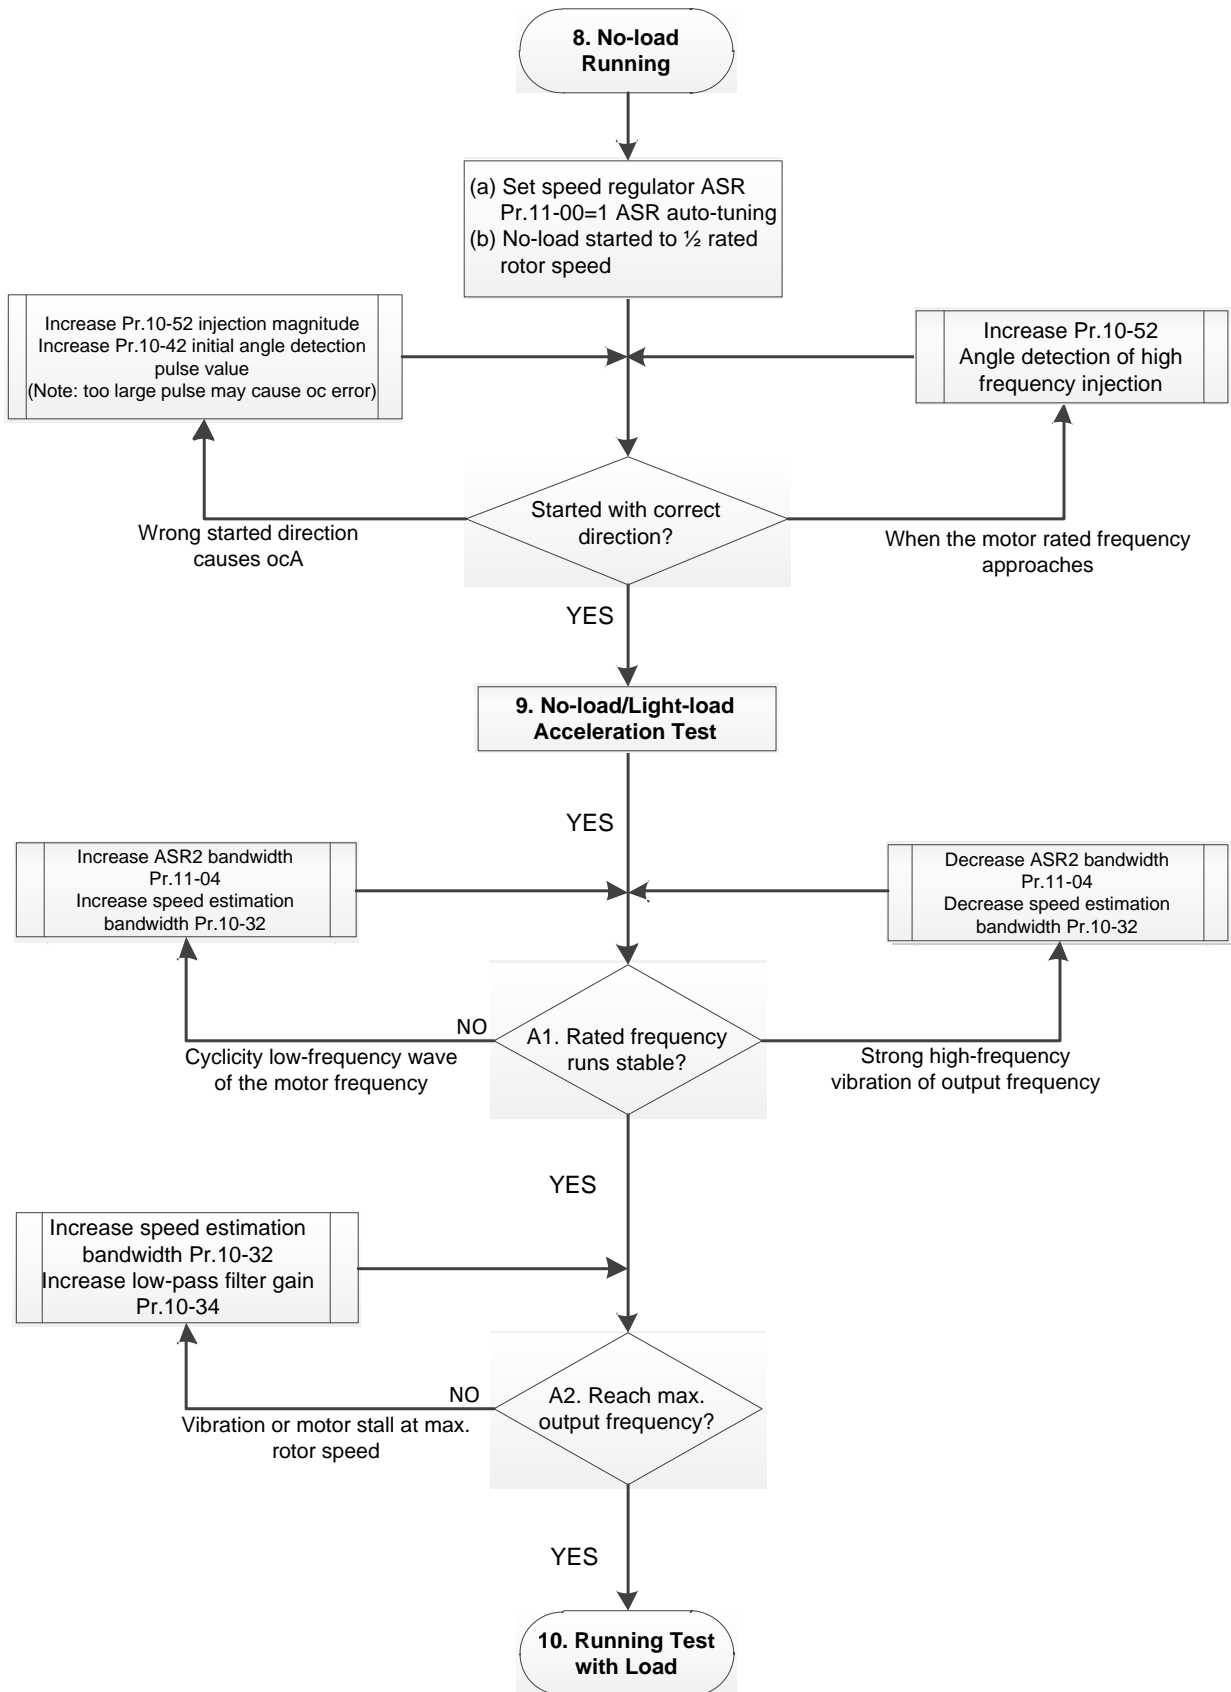 8. No-load
Running
(a) Set speed regulator ASR
Pr.11-00=1 ASR auto-tuning
(b) No-load started to ½ rated
rotor speed
Increase Pr.10-52 injection magnitude
Increase Pr.10-42 initial angle detection
pulse value
(Note: too large pulse may cause oc error)
Increase Pr.10-52
Angle detection of high
frequency injection
Started with correct
direction?
Wrong started direction
causes ocA
When the motor rated frequency
approaches
YES
9. No-load/Light-load
Acceleration Test
YES
Increase ASR2 bandwidth
Pr.11-04
Increase speed estimation
bandwidth Pr.10-32
Decrease ASR2 bandwidth
Pr.11-04
Decrease speed estimation
bandwidth Pr.10-32
A1. Rated frequency
runs stable?
NO
Cyclicity low-frequency wave
of the motor frequency
Strong high-frequency
vibration of output frequency
YES
Increase speed estimation
bandwidth Pr.10-32
Increase low-pass filter gain
Pr.10-34
A2. Reach max.
output frequency?
NO
Vibration or motor stall at max.
rotor speed
YES
10. Running Test
with Load